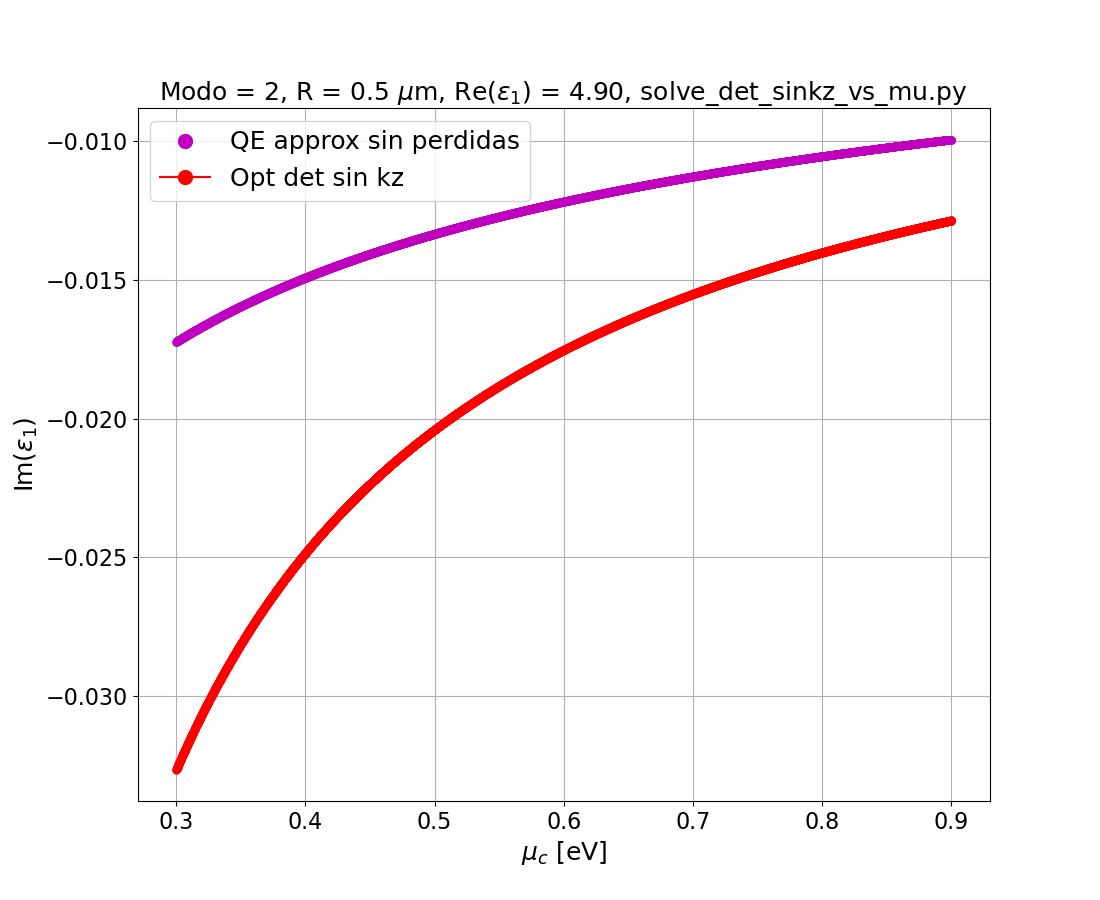 Modo = 2, R = 0.5 μm, Re(ε₁) = 4.90, solve_det_sinkz_vs_mu.py
QE approx sin perdidas
Opt det sin kz
−0.010
−0.015
−0.020
−0.025
−0.030
Im(ε₁)
0.3 0.4 0.5 0.6 0.7 0.8 0.9
μ_c [eV]